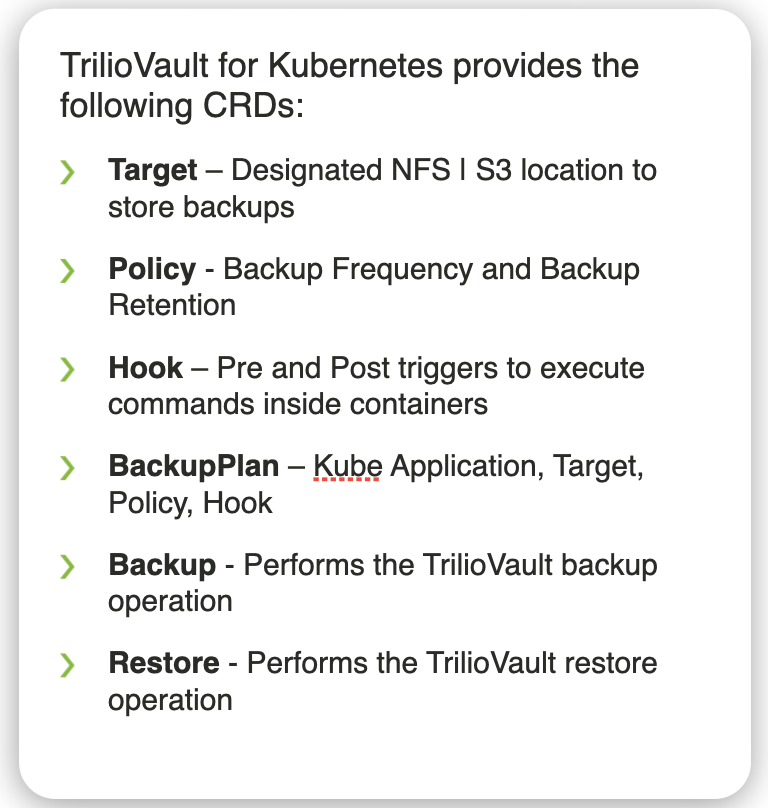 TrilioVault for Kubernetes provides the
following CRDs:
Target – Designated NFS | S3 location to
store backups
Policy - Backup Frequency and Backup
Retention
Hook – Pre and Post triggers to execute
commands inside containers
BackupPlan – Kube Application, Target,
Policy, Hook
Backup - Performs the TrilioVault backup
operation
Restore - Performs the TrilioVault restore
operation